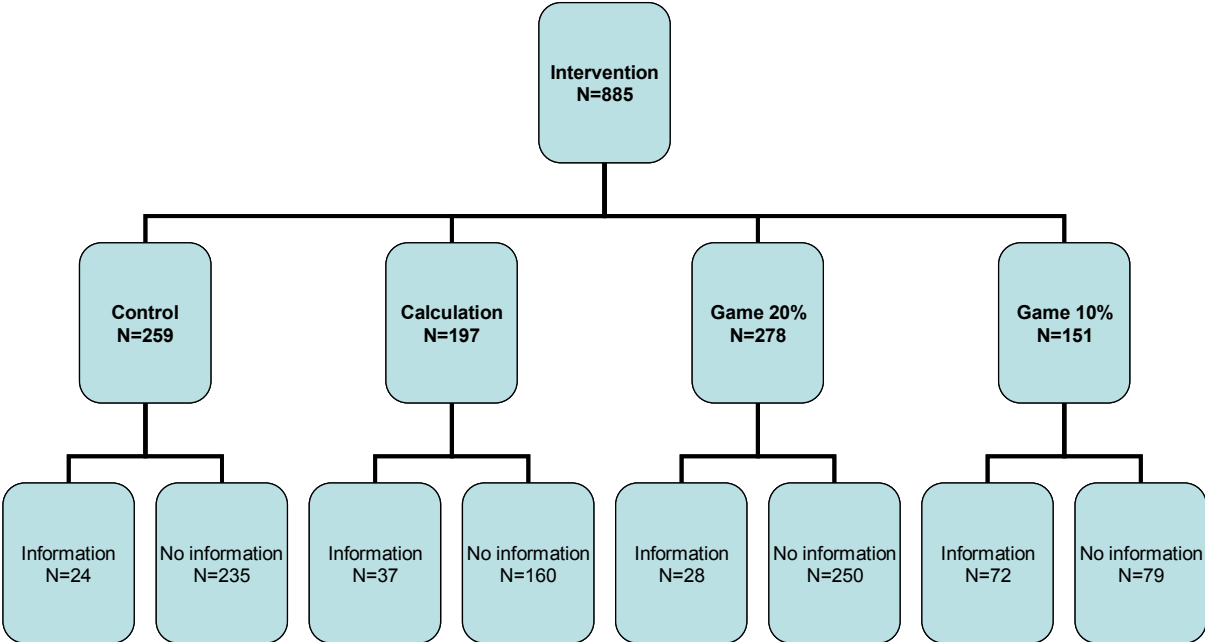 Intervention
N=885
Control
N=259
Calculation
N=197
Game 20%
N=278
Game 10%
N=151
Information
N=24
No information
N=235
Information
N=37
No information
N=160
Information
N=28
No information
N=250
Information
N=72
No information
N=79